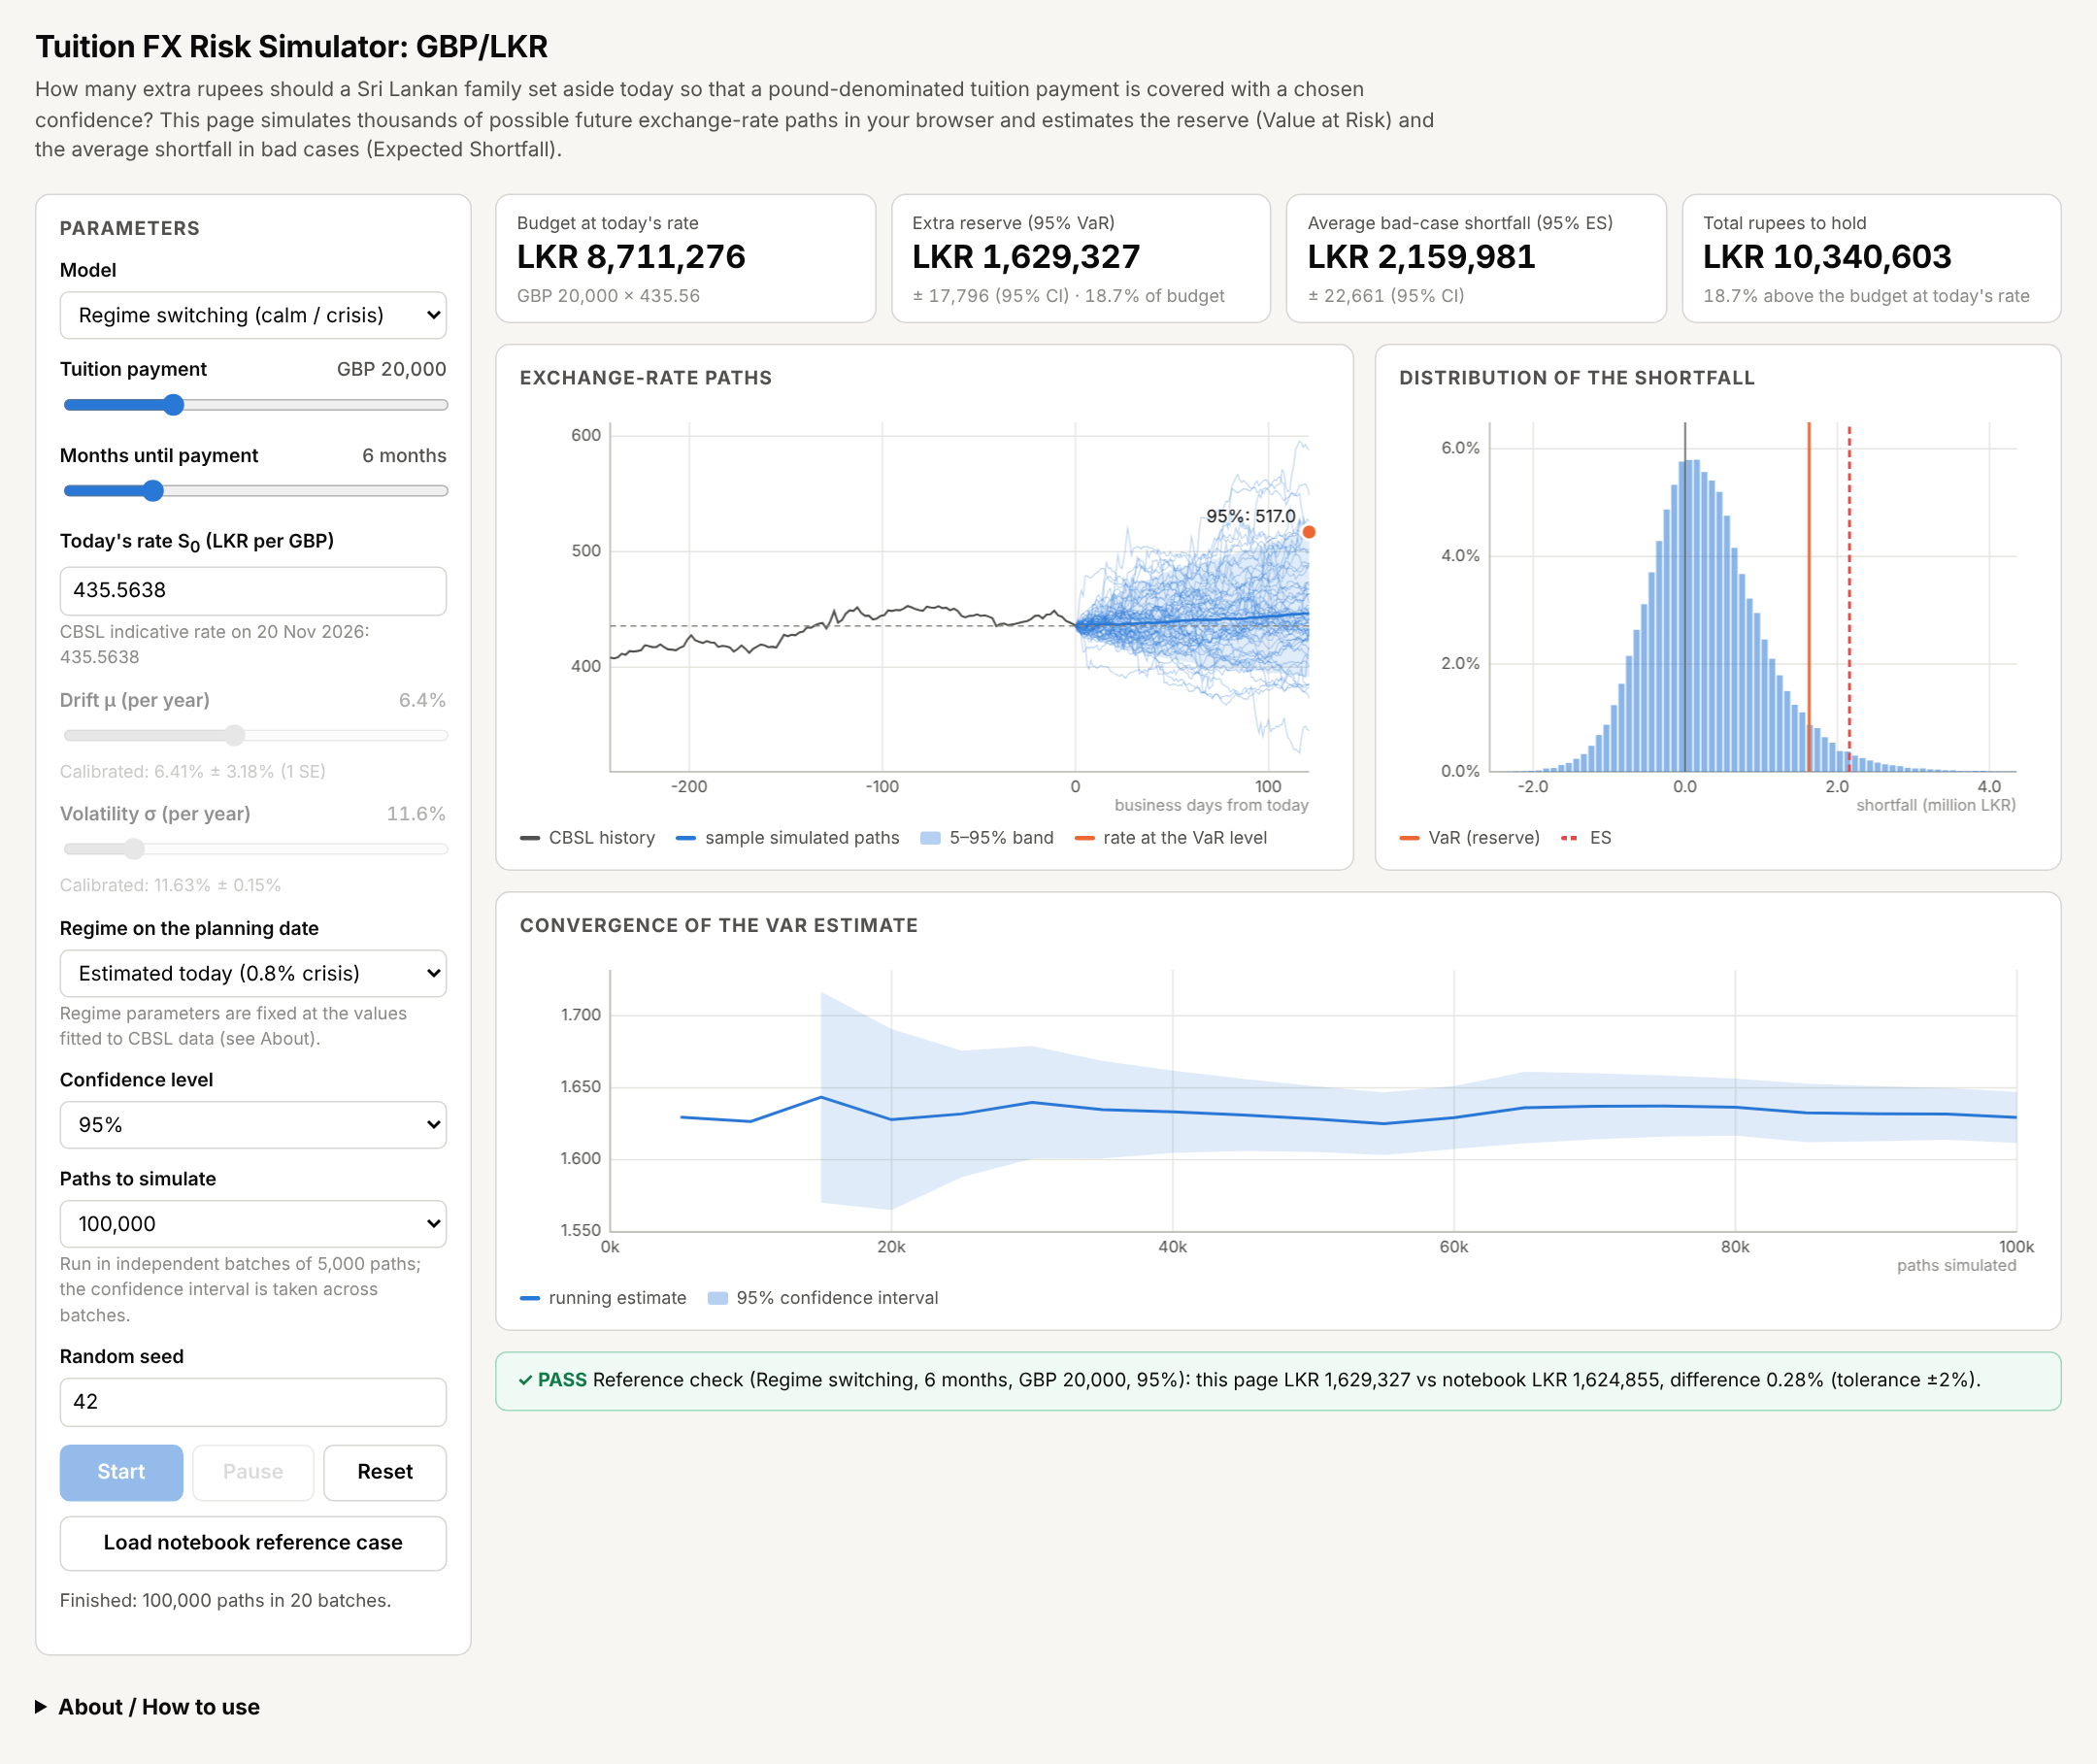 Tuition FX Risk Simulator: GBP/LKR
How many extra rupees should a Sri Lankan family set aside today so that a pound-denominated tuition payment is covered with a chosen
confidence? This page simulates thousands of possible future exchange-rate paths in your browser and estimates the reserve (Value at Risk) and
the average shortfall in bad cases (Expected Shortfall).
PARAMETERS
Model
Regime switching (calm / crisis)
Tuition payment GBP 20,000
Months until payment 6 months
Today's rate S0 (LKR per GBP)
435.5638
CBSL indicative rate on 20 Nov 2026:
435.5638
Drift μ (per year) 6.4%
Calibrated: 6.41% ± 3.18% (1 SE)
Volatility σ (per year) 11.6%
Calibrated: 11.63% ± 0.15%
Regime on the planning date
Estimated today (0.8% crisis)
Regime parameters are fixed at the values
fitted to CBSL data (see About).
Confidence level
95%
Paths to simulate
100,000
Run in independent batches of 5,000 paths;
the confidence interval is taken across
batches.
Random seed
42
Start Pause Reset
Load notebook reference case
Finished: 100,000 paths in 20 batches.
Budget at today's rate
LKR 8,711,276
GBP 20,000 × 435.56
Extra reserve (95% VaR)
LKR 1,629,327
± 17,796 (95% CI) · 18.7% of budget
Average bad-case shortfall (95% ES)
LKR 2,159,981
± 22,661 (95% CI)
Total rupees to hold
LKR 10,340,603
18.7% above the budget at today's rate
EXCHANGE-RATE PATHS
600
500
400
95%: 517.0
-200 -100 0 100
business days from today
CBSL history sample simulated paths 5–95% band rate at the VaR level
DISTRIBUTION OF THE SHORTFALL
6.0%
4.0%
2.0%
0.0%
-2.0 0.0 2.0 4.0
shortfall (million LKR)
VaR (reserve) ES
CONVERGENCE OF THE VAR ESTIMATE
1.700
1.650
1.600
1.550
0k 20k 40k 60k 80k 100k
paths simulated
running estimate 95% confidence interval
✓ PASS Reference check (Regime switching, 6 months, GBP 20,000, 95%): this page LKR 1,629,327 vs notebook LKR 1,624,855, difference 0.28% (tolerance ±2%).
▶ About / How to use